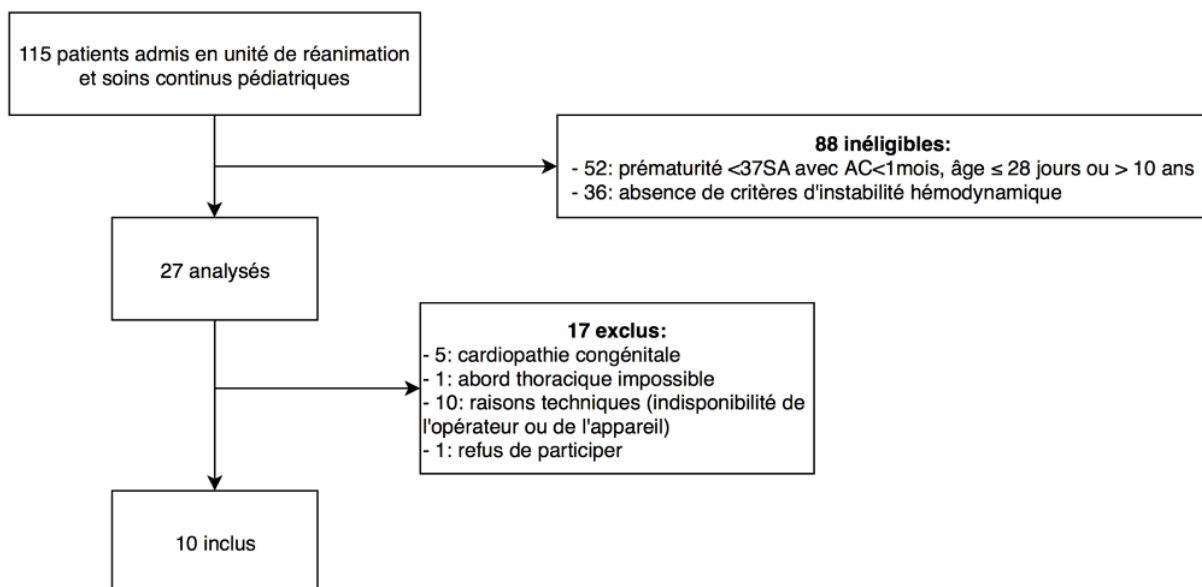 115 patients admis en unité de réanimation
et soins continus pédiatriques
88 inéligibles:
- 52: prématurité <37SA avec AC<1mois, âge ≤ 28 jours ou > 10 ans
- 36: absence de critères d'instabilité hémodynamique
27 analysés
17 exclus:
- 5: cardiopathie congénitale
- 1: abord thoracique impossible
- 10: raisons techniques (indisponibilité de
l'opérateur ou de l'appareil)
- 1: refus de participer
10 inclus